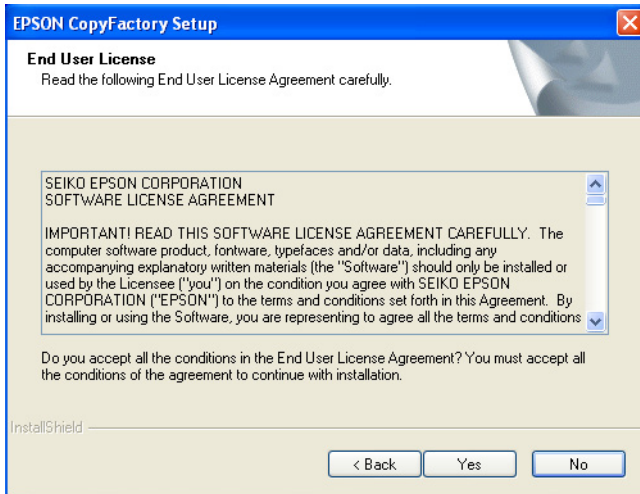 EPSON CopyFactory Setup
End User License
Read the following End User License Agreement carefully.
SEIKO EPSON CORPORATION
SOFTWARE LICENSE AGREEMENT
IMPORTANT! READ THIS SOFTWARE LICENSE AGREEMENT CAREFULLY.  The
computer software product, fontware, typefaces and/or data, including any
accompanying explanatory written materials (the "Software") should only be installed or
used by the Licensee ("you") on the condition you agree with SEIKO EPSON
CORPORATION ("EPSON") to the terms and conditions set forth in this Agreement.  By
installing or using the Software, you are representing to agree all the terms and conditions
Do you accept all the conditions in the End User License Agreement? You must accept all
the conditions of the agreement to continue with installation.
InstallShield
< Back
Yes
No